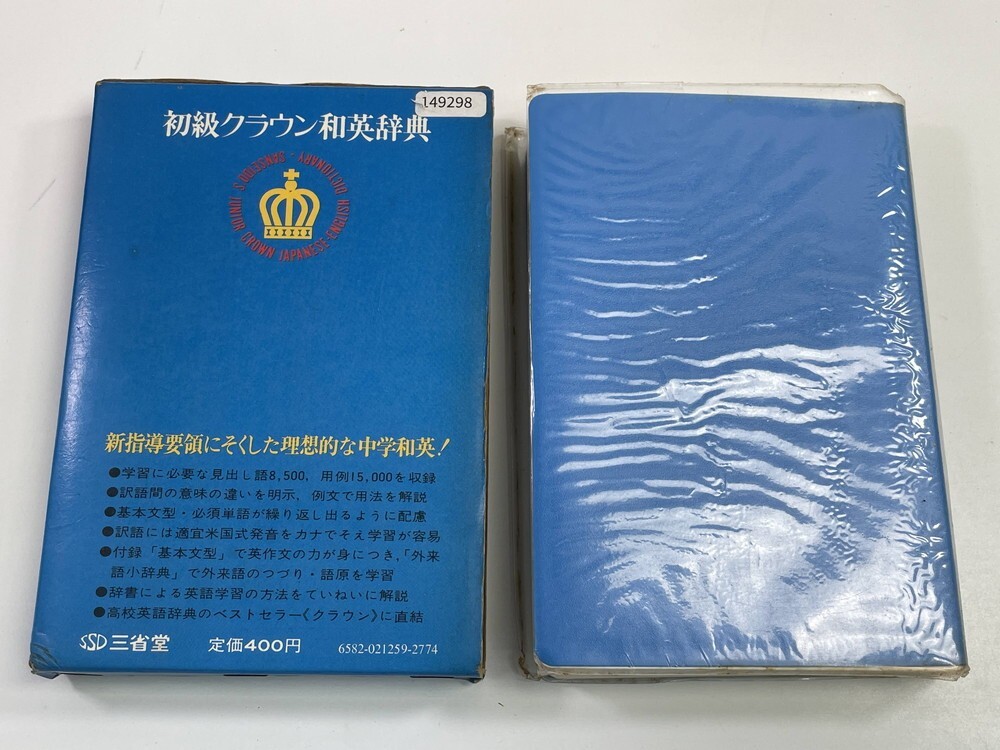 149298
初級クラウン和英辞典
SANSEIDO'S JUNIOR CROWN JAPANESE-ENGLISH DICTIONARY・
新指導要領にそくした理想的な中学和英!
●学習に必要な見出し語8,500, 用例15,000を収録
●訳語間の意味の違いを明示, 例文で用法を解説
●基本文型・必須単語が繰り返し出るように配慮
●訳語には適宜米国式発音をカナでそえ学習が容易
●付録「基本文型」で英作文の力が身につき,「外来
語小辞典」で外来語のつづり・語原を学習
●辞書による英語学習の方法をていねいに解説
●高校英語辞典のベストセラー《クラウン》に直結
SSD 三省堂 定価400円 6582-021259-2774